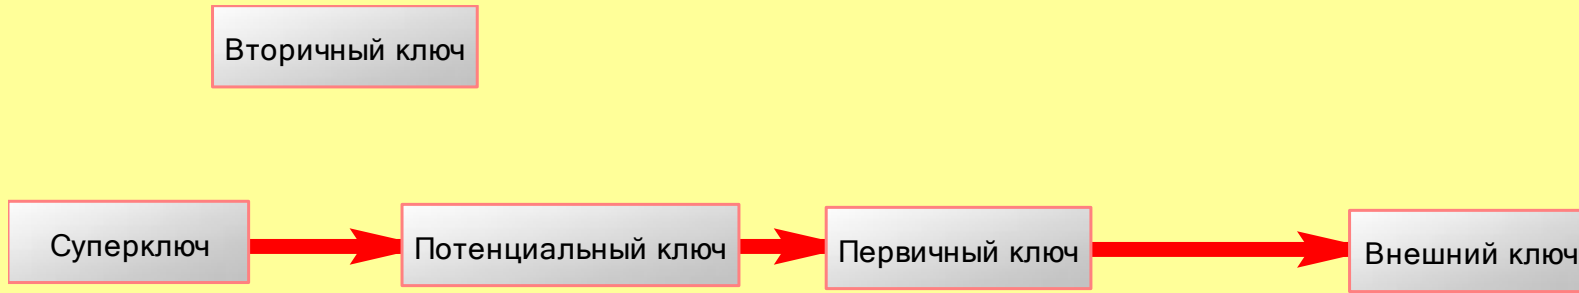 Вторичный ключ
Суперключ
Потенциальный ключ
Первичный ключ
Внешний ключ